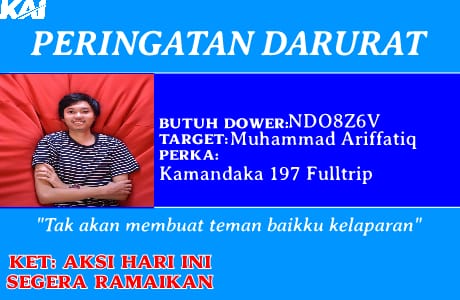 KAI
PERINGATAN DARURAT
BUTUH DOWER:NDO8Z6V
TARGET:Muhammad Ariffatiq
PERKA:
Kamandaka 197 Fulltrip
"Tak akan membuat teman baikku kelaparan"
KET: AKSI HARI INI
SEGERA RAMAIKAN